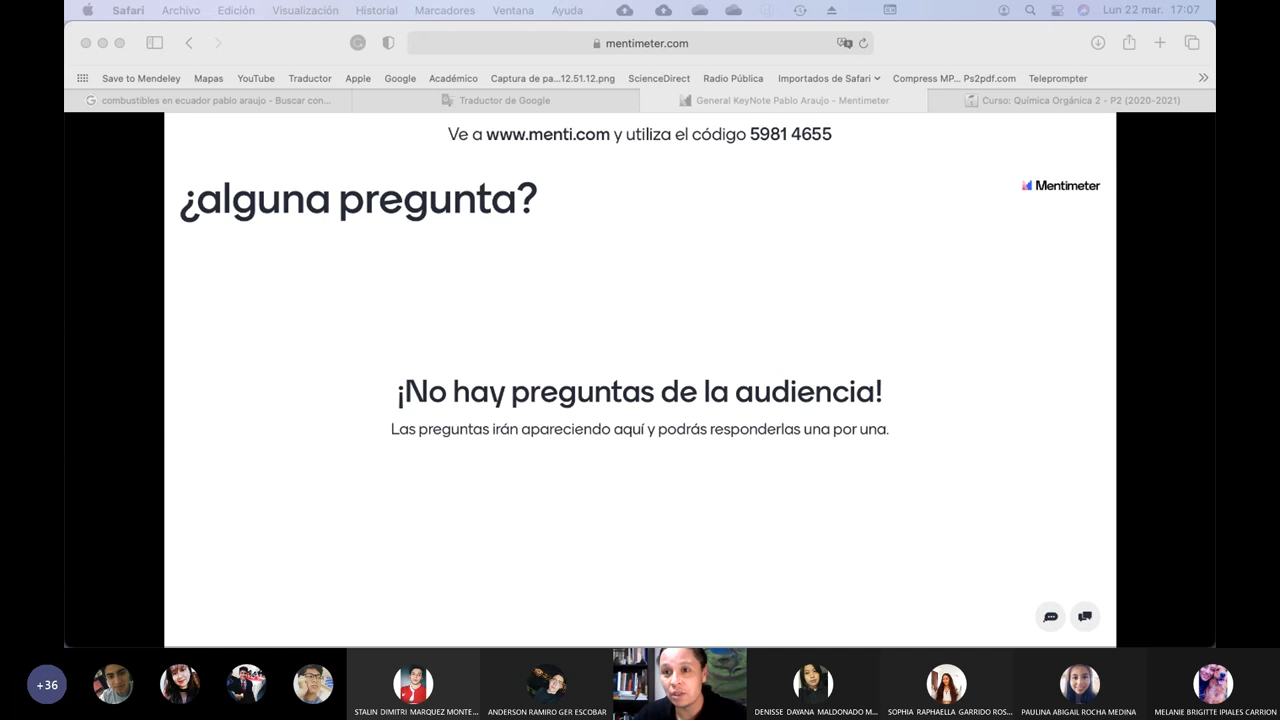 Safari Archivo Edición Visualización Historial Marcadores Ventana Ayuda Lun 22 mar. 17:07
mentimeter.com
Save to Mendeley Mapas YouTube Traductor Apple Google Académico Captura de pa...12.51.12.png ScienceDirect Radio Pública Importados de Safari Compress MP... Ps2pdf.com Teleprompter
combustibles en ecuador pablo araujo - Buscar con... Traductor de Google General KeyNote Pablo Araujo - Mentimeter Curso: Química Orgánica 2 - P2 (2020-2021)
Ve a www.menti.com y utiliza el código 5981 4655
¿alguna pregunta?
Mentimeter
¡No hay preguntas de la audiencia!
Las preguntas irán apareciendo aquí y podrás responderlas una por una.
+36
STALIN DIMITRI MARQUEZ MONTE... ANDERSON RAMIRO GER ESCOBAR DENISSE DAYANA MALDONADO M... SOPHIA RAPHAELLA GARRIDO ROS... PAULINA ABIGAIL ROCHA MEDINA MELANIE BRIGITTE IPIALES CARRION